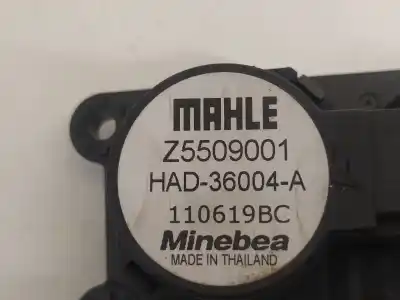 MAHLE
Z5509001
HAD-36004-A
110619BC
Minebea
MADE IN THAILAND